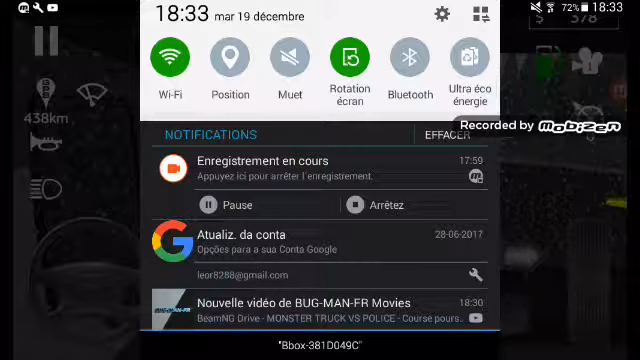 18:33 mar 19 décembre
72% 18:33
$ 378
438km
Wi-Fi
Position
Muet
Rotation écran
Bluetooth
Ultra éco énergie
Recorded by mobizen
NOTIFICATIONS
EFFACER
Enregistrement en cours 17:59
Appuyez ici pour arrêter l'enregistrement.
Pause
Arrêtez
Atualiz. da conta 28-06-2017
Opções para a sua Conta Google
leor8288@gmail.com
Nouvelle vidéo de BUG-MAN-FR Movies 18:30
BeamNG Drive - MONSTER TRUCK VS POLICE - Course pours..
"Bbox-381D049C"